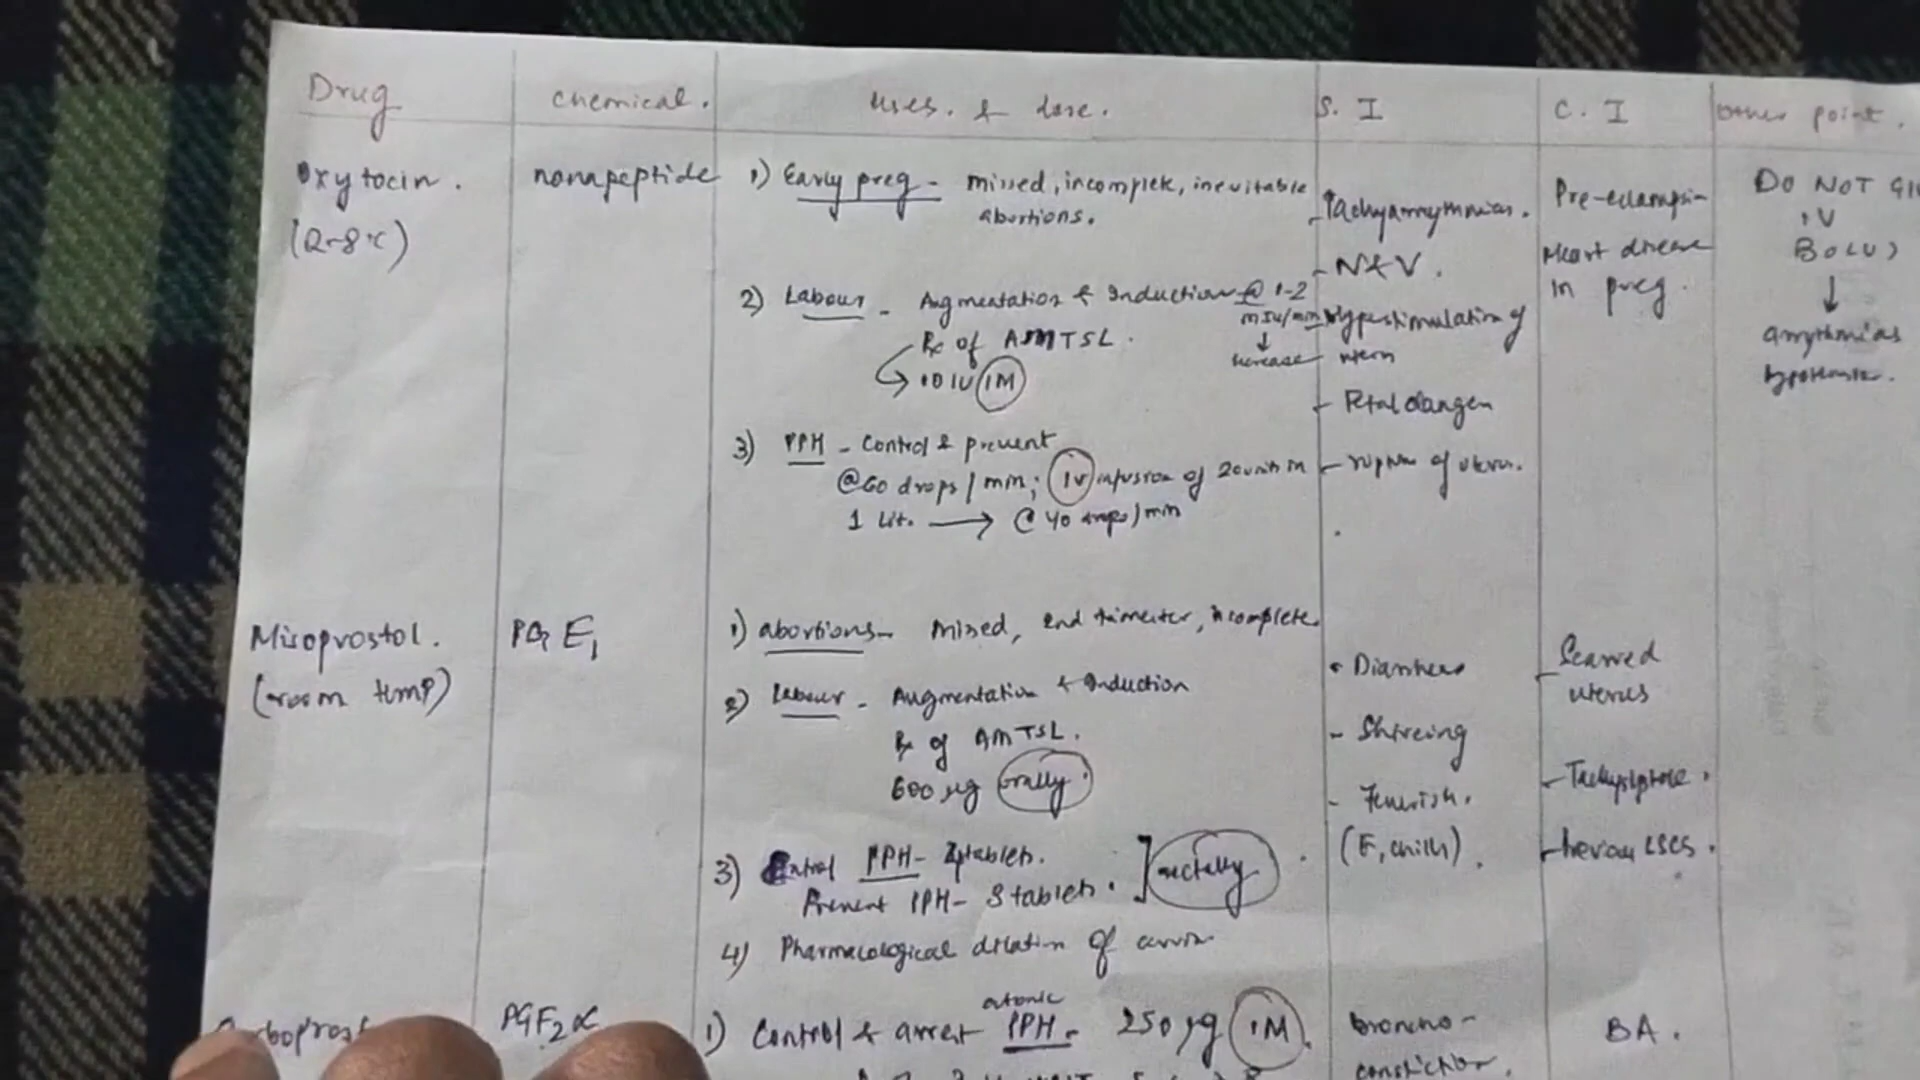 Drug
chemical.
uses. & dose.
S. I
C. I
Other point.
Oxytocin.
(2-8°c)
nonapeptide
1) Early preg - missed, incomplete, inevitable
abortions.
2) Labour - Augmentation & Induction @ 1-2
mIU/min
↓
increase
Rx of AMTSL.
→ 10 IU IM
3) PPH - Control & prevent
@60 drops/min; IV infusion of 20 units in
1 Lit. → @ 40 drops/min
- Tachyarrythmias.
- N&V.
- Hyperstimulation of
uterus
- Fetal danger
- rupture of uterus.
Pre-eclampsia
Heart disease
in preg.
DO NOT GI
IV
BOLUS
↓
arrythmias
Misoprostol.
(room temp)
PG E1
1) abortions - missed, 2nd trimester, incomplete.
2) Labour - Augmentation & Induction
Rx of AMTSL.
600 µg orally.
3) Control PPH - tablets.
Prevent PPH - 3 tablets.
rectally
4) Pharmacological dilation of cervix
• Diarrhea
- Shivering
- Feverish.
(F, chills).
- Scarred
uterus
- Tachysystole.
- Previous LSCS.
PGF2α
1) Control & arrest atonic PPH - 250 µg IM.
broncho-
constriction.
BA.